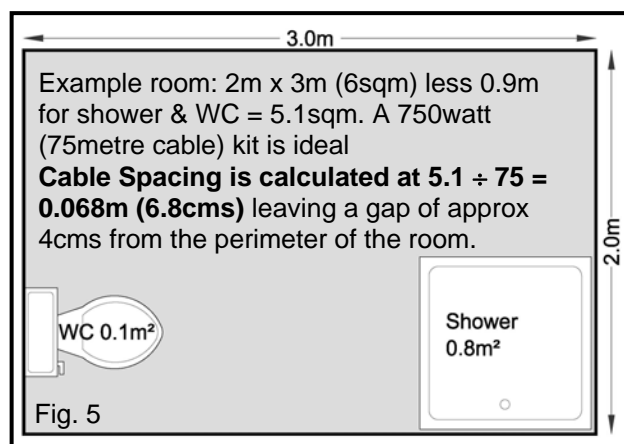 3.0m
Example room: 2m x 3m (6sqm) less 0.9m
for shower & WC = 5.1sqm. A 750watt
(75metre cable) kit is ideal
Cable Spacing is calculated at 5.1 ÷ 75 =
0.068m (6.8cms) leaving a gap of approx
4cms from the perimeter of the room.
2.0m
WC 0.1m²
Shower
0.8m²
Fig. 5